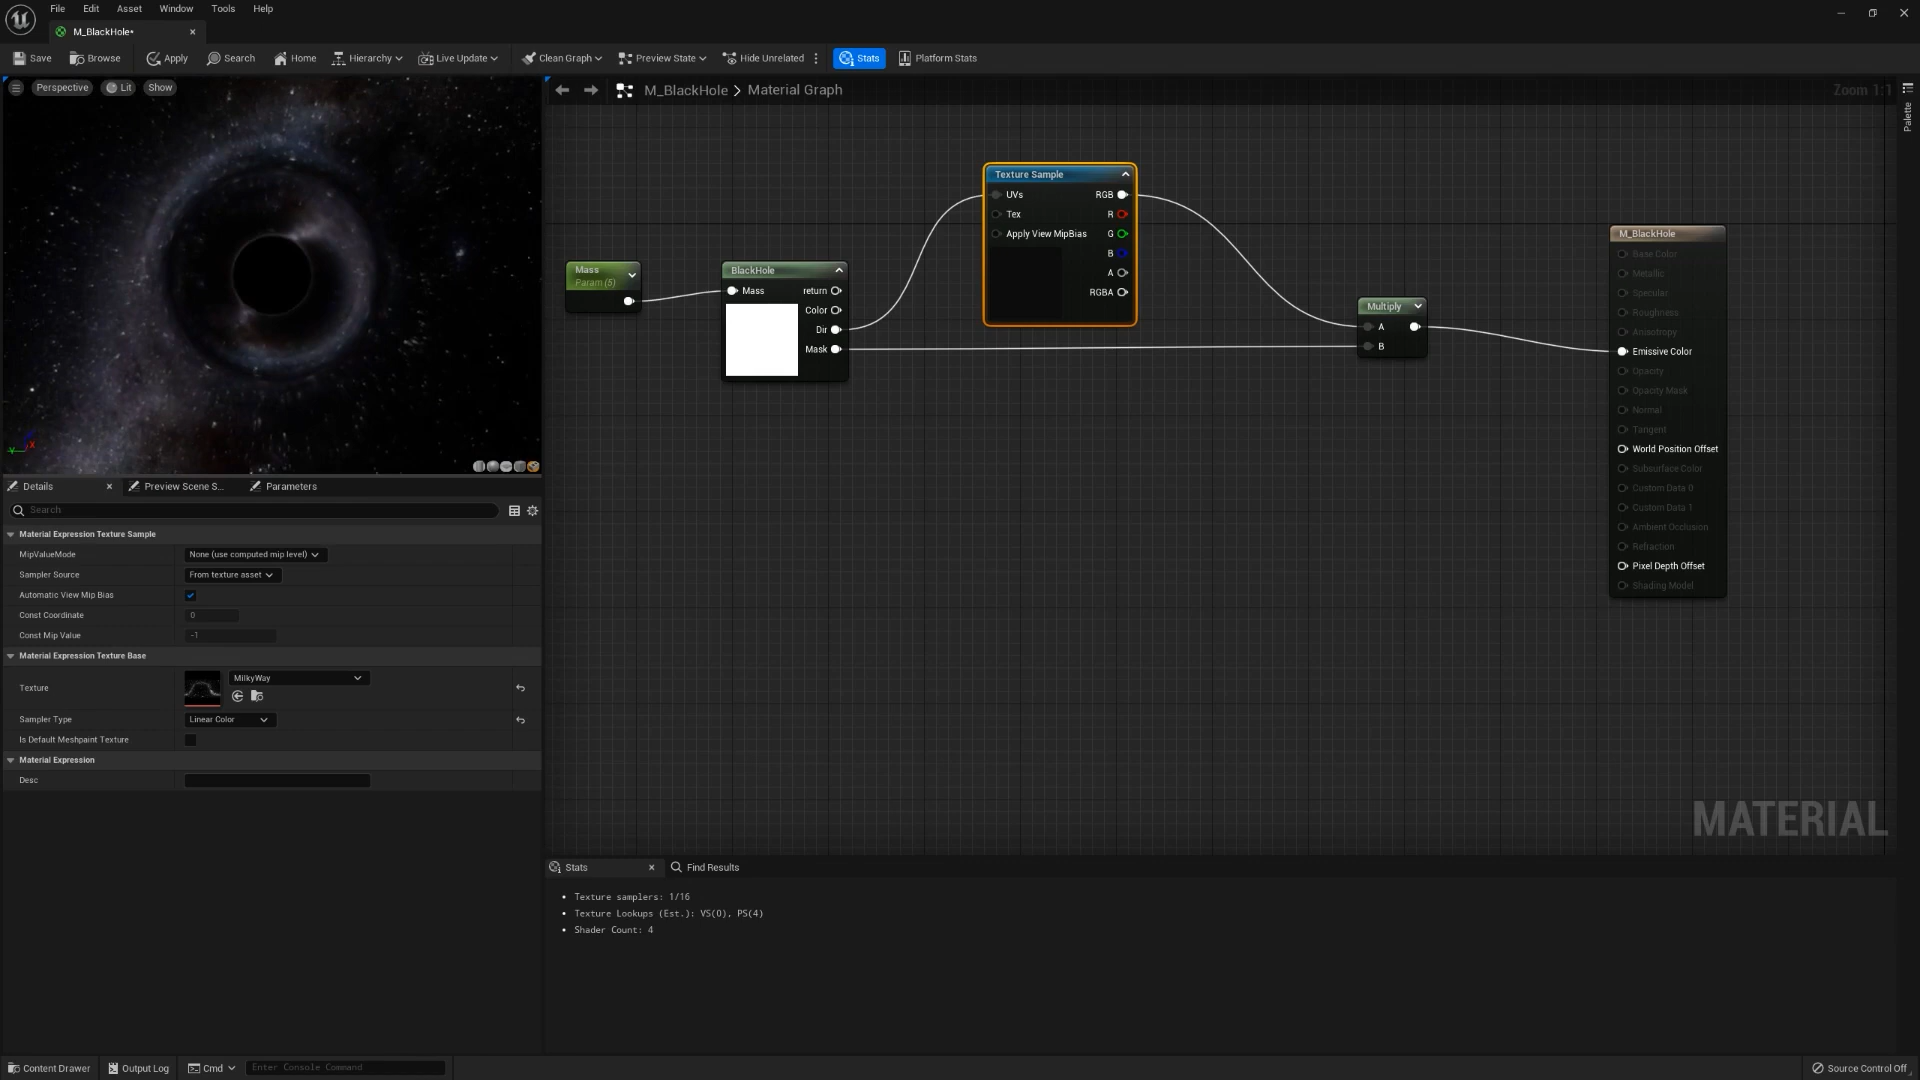 File Edit Asset Window Tools Help
M_BlackHole•
Save Browse Apply Search Home Hierarchy Live Update Clean Graph Preview State Hide Unrelated Stats Platform Stats
Perspective Lit Show
M_BlackHole > Material Graph
Zoom 1:1
Palette
Mass
Param (5)
BlackHole
Mass return
Color
Dir
Mask
Texture Sample
UVs RGB
Tex R
Apply View MipBias G
B
A
RGBA
Multiply
A
B
M_BlackHole
Base Color
Metallic
Specular
Roughness
Anisotropy
Emissive Color
Opacity
Opacity Mask
Normal
Tangent
World Position Offset
Subsurface Color
Custom Data 0
Custom Data 1
Ambient Occlusion
Refraction
Pixel Depth Offset
Shading Model
MATERIAL
Y X
Details Preview Scene S... Parameters
Search
Material Expression Texture Sample
MipValueMode None (use computed mip level)
Sampler Source From texture asset
Automatic View Mip Bias
Const Coordinate 0
Const Mip Value -1
Material Expression Texture Base
Texture MilkyWay
Sampler Type Linear Color
Is Default Meshpaint Texture
Material Expression
Desc
Stats Find Results
• Texture samplers: 1/16
• Texture Lookups (Est.): VS(0), PS(4)
• Shader Count: 4
Content Drawer Output Log Cmd Enter Console Command Source Control Off